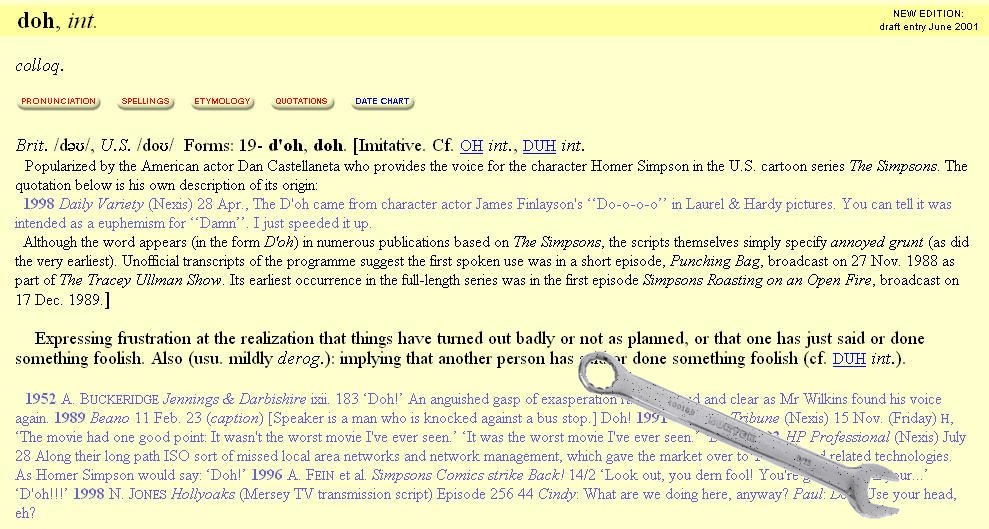 doh, int.
NEW EDITION:
draft entry June 2001
colloq.
PRONUNCIATION SPELLINGS ETYMOLOGY QUOTATIONS DATE CHART
Brit. /dəʊ/, U.S. /doʊ/ Forms: 19- d'oh, doh. [Imitative. Cf. OH int., DUH int.
Popularized by the American actor Dan Castellaneta who provides the voice for the character Homer Simpson in the U.S. cartoon series The Simpsons. The
quotation below is his own description of its origin:
1998 Daily Variety (Nexis) 28 Apr., The D'oh came from character actor James Finlayson's “Do-o-o-o” in Laurel & Hardy pictures. You can tell it was
intended as a euphemism for “Damn”. I just speeded it up.
Although the word appears (in the form D'oh) in numerous publications based on The Simpsons, the scripts themselves simply specify annoyed grunt (as did
the very earliest). Unofficial transcripts of the programme suggest the first spoken use was in a short episode, Punching Bag, broadcast on 27 Nov. 1988 as
part of The Tracey Ullman Show. Its earliest occurrence in the full-length series was in the first episode Simpsons Roasting on an Open Fire, broadcast on
17 Dec. 1989.]
Expressing frustration at the realization that things have turned out badly or not as planned, or that one has just said or done
something foolish. Also (usu. mildly derog.): implying that another person has or done something foolish (cf. DUH int.).
1952 A. BUCKERIDGE Jennings & Darbishire ixii. 183 ‘Doh!’ An anguished gasp of exasperation and clear as Mr Wilkins found his voice
again. 1989 Beano 11 Feb. 23 (caption) [Speaker is a man who is knocked against a bus stop.] Doh! 1991 Tribune (Nexis) 15 Nov. (Friday) H,
‘The movie had one good point: It wasn't the worst movie I've ever seen.’ ‘It was the worst movie I've ever seen.’ HP Professional (Nexis) July
28 Along their long path ISO sort of missed local area networks and network management, which gave the market over to related technologies.
As Homer Simpson would say: ‘Doh!’ 1996 A. FEIN et al. Simpsons Comics strike Back! 14/2 ‘Look out, you dern fool! You're
‘D'oh!!!’ 1998 N. JONES Hollyoaks (Mersey TV transmission script) Episode 256 44 Cindy: What are we doing here, anyway? Paul: Use your head,
eh?